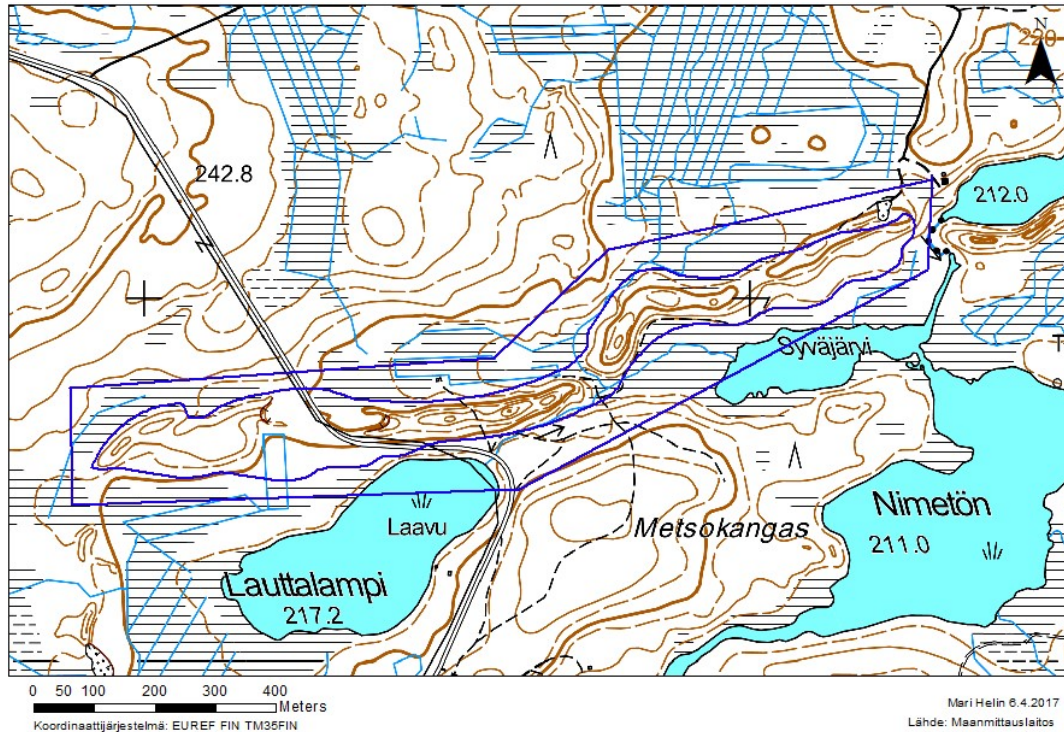 N
220
242.8
212.0
Syväjärvi
Nimetön
211.0
Metsokangas
Laavu
Lauttalampi
217.2
0 50 100 200 300 400
Meters
Koordinaattijärjestelmä: EUREF FIN TM35FIN
Mari Helin 6.4.2017
Lähde: Maanmittauslaitos